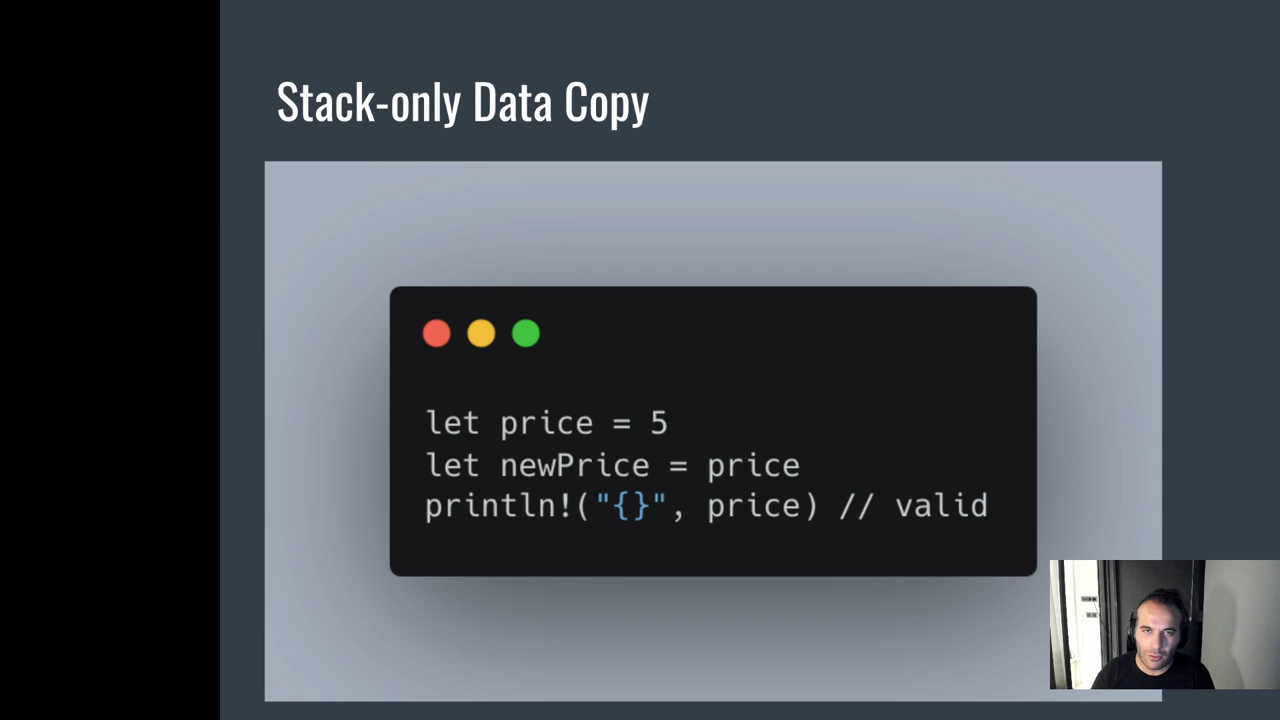 Stack-only Data Copy
let price = 5
let newPrice = price
println!("{}", price) // valid